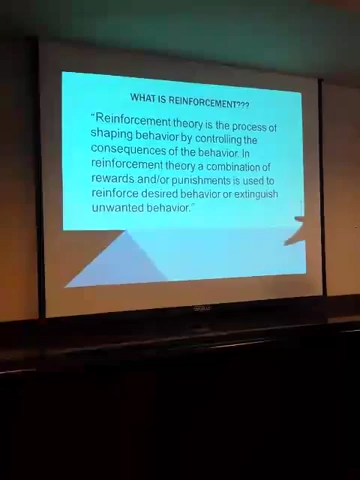 WHAT IS REINFORCEMENT???
"Reinforcement theory is the process of
shaping behavior by controlling the
consequences of the behavior. In
reinforcement theory a combination of
rewards and/or punishments is used to
reinforce desired behavior or extinguish
unwanted behavior."